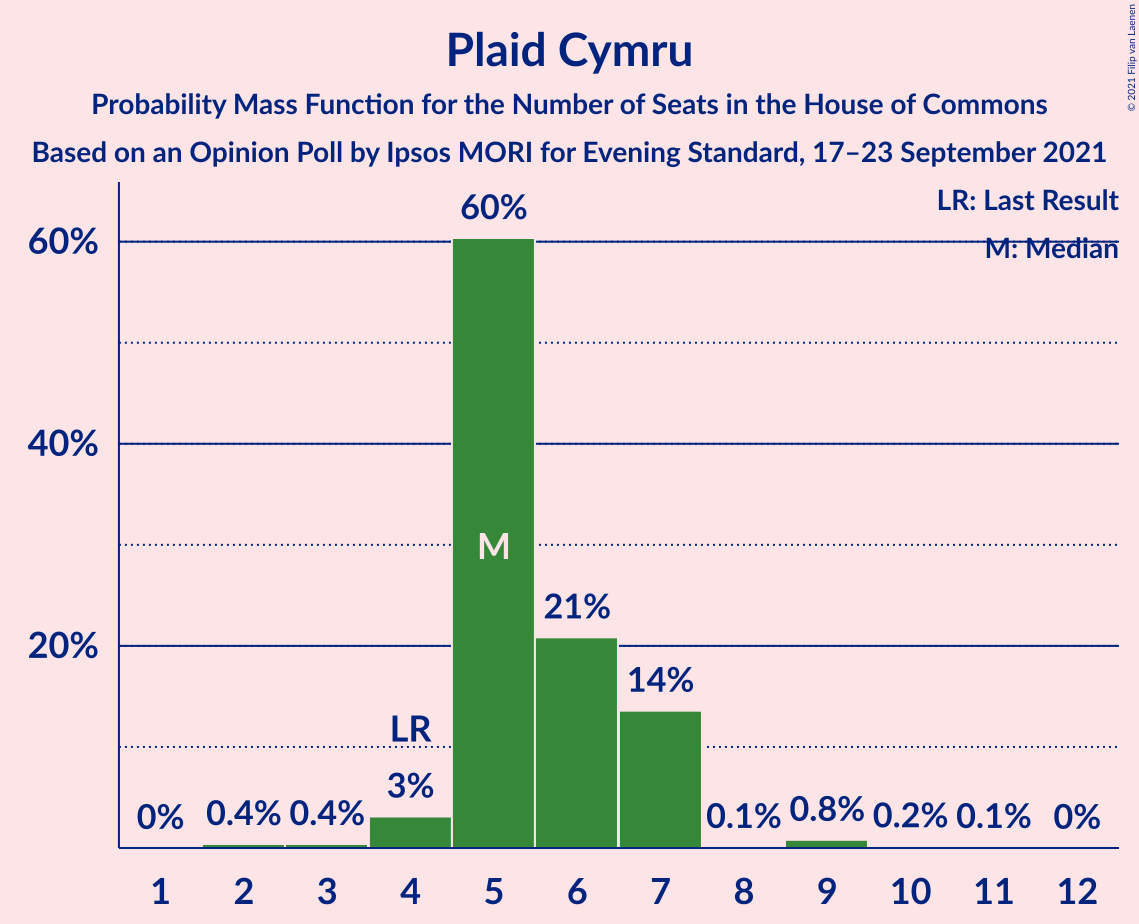 Plaid Cymru
Probability Mass Function for the Number of Seats in the House of Commons
Based on an Opinion Poll by Ipsos MORI for Evening Standard, 17–23 September 2021
© 2021 Filip van Laenen
LR: Last Result
M: Median
60%
40%
20%
0%
0.4%
0.4%
LR
3%
60%
M
21%
14%
0.1%
0.8%
0.2%
0.1%
0%
1 2 3 4 5 6 7 8 9 10 11 12